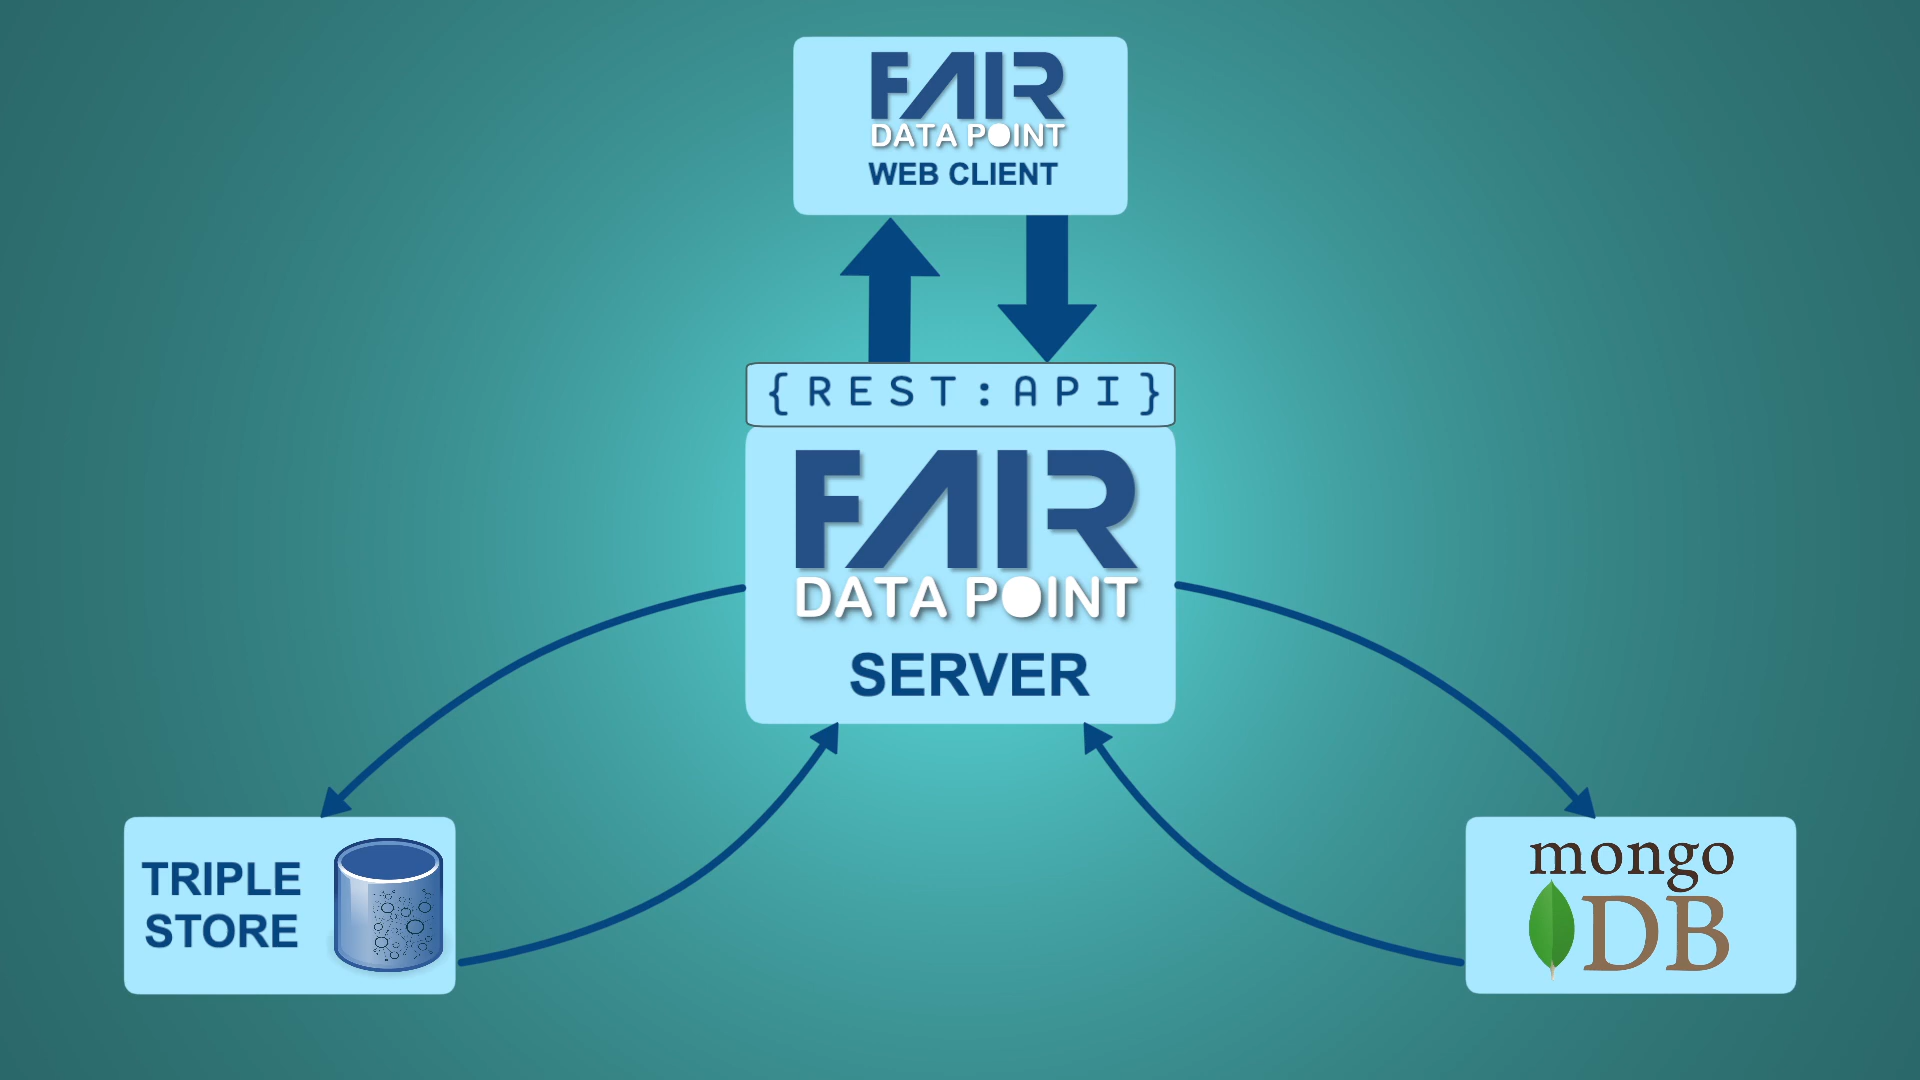 FAIR
DATA POINT
WEB CLIENT
{REST:API}
FAIR
DATA POINT
SERVER
TRIPLE
STORE
mongo
DB